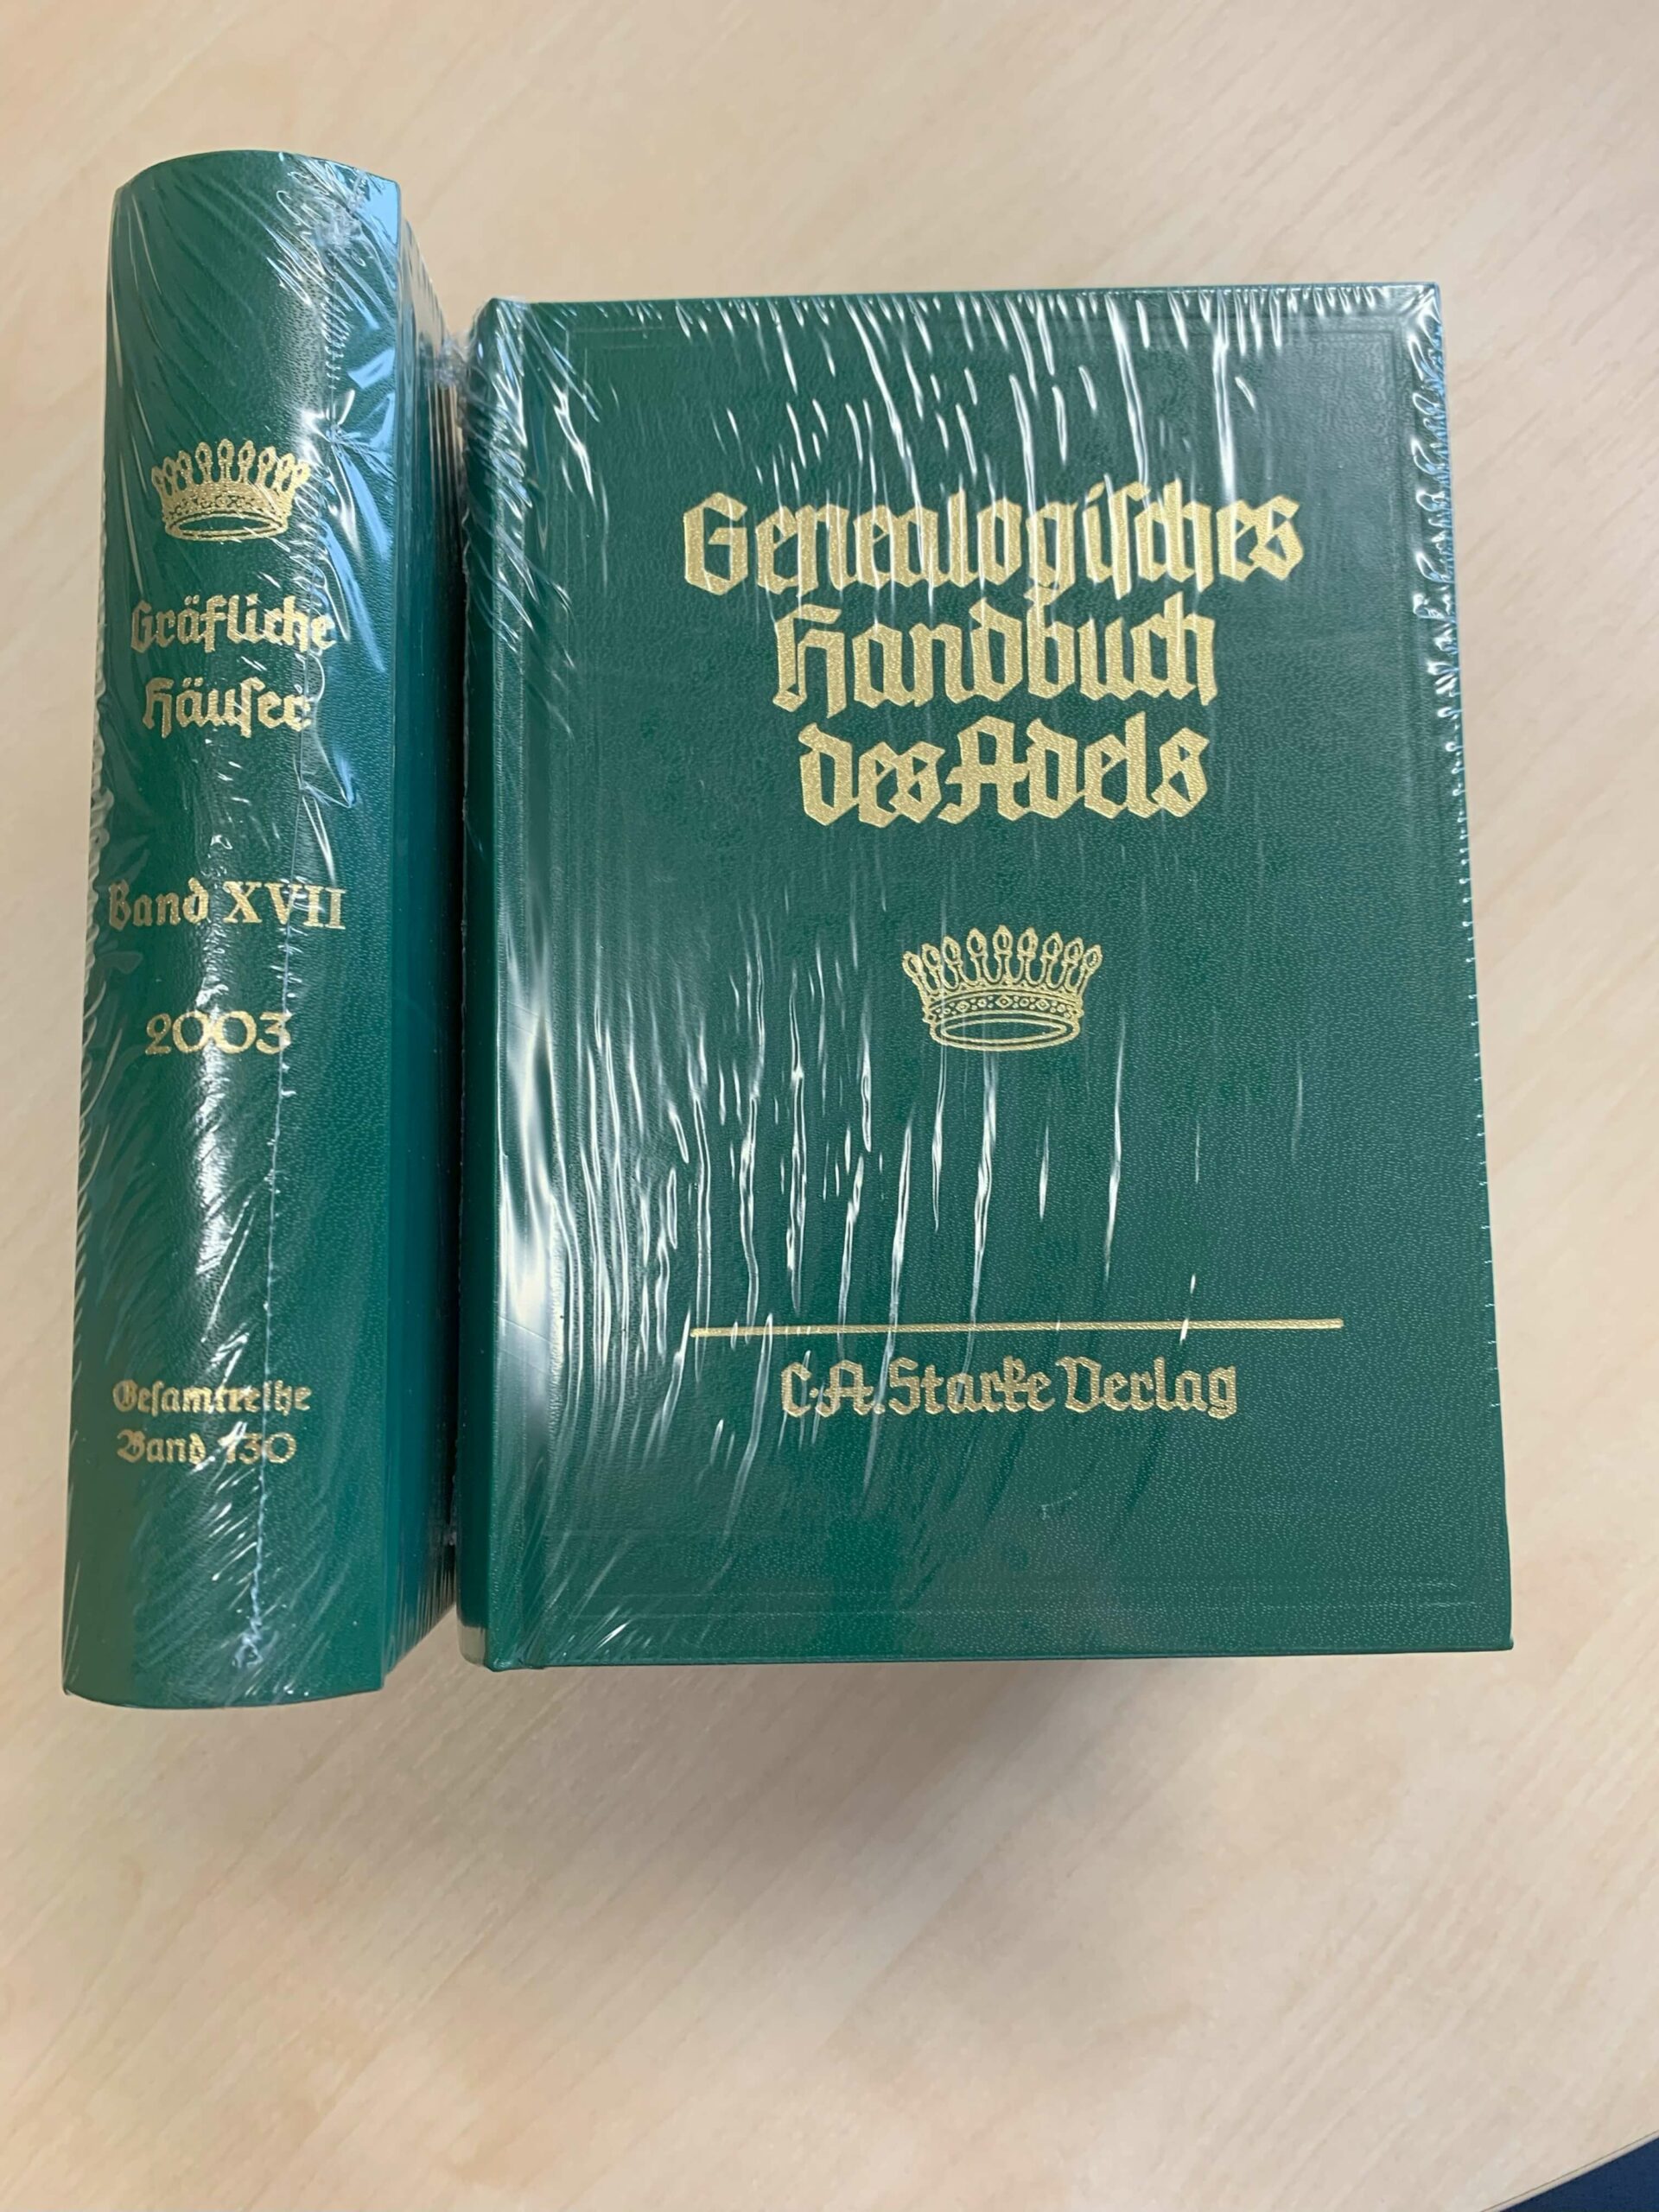 Gräfliche
Häuſer
Band XVII
2003
Geſamtreihe
Band 130
Genealogiſches
Handbuch
des Adels
C.A. Starke Verlag